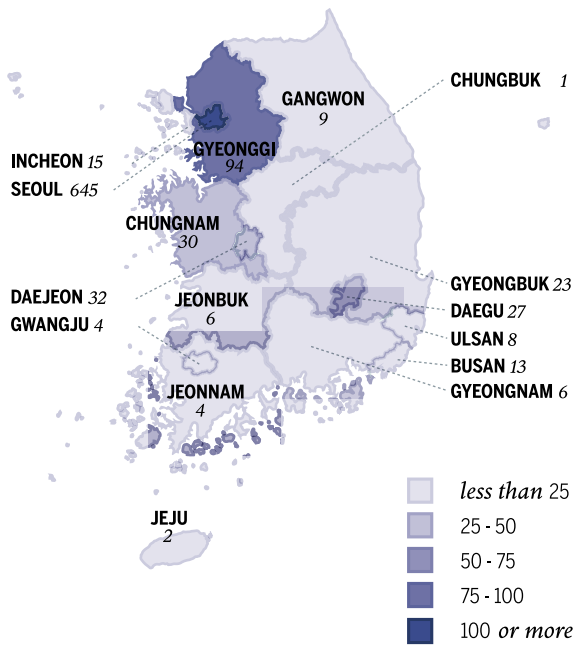 CHUNGBUK 1
GANGWON
9
GYEONGGI
94
INCHEON 15
SEOUL 645
CHUNGNAM
30
DAEJEON 32
GWANGJU 4
JEONBUK
6
GYEONGBUK 23
DAEGU 27
ULSAN 8
BUSAN 13
GYEONGNAM 6
JEONNAM
4
JEJU
2
less than 25
25 - 50
50 - 75
75 - 100
100 or more